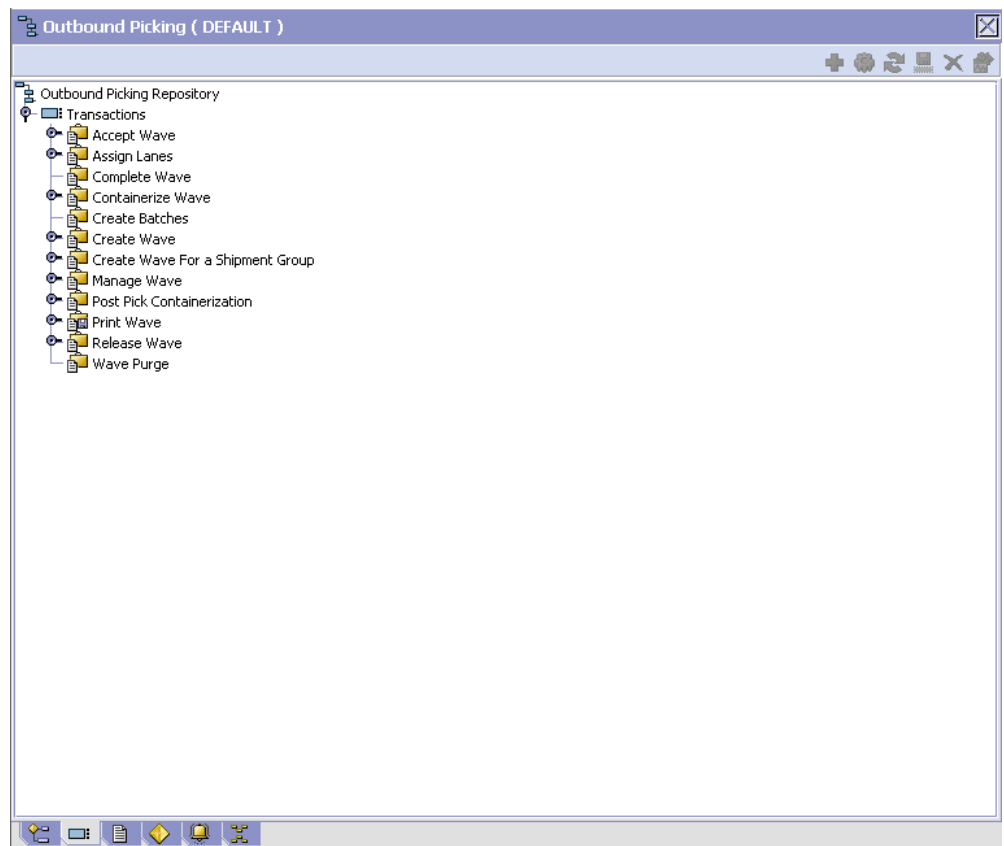 Outbound Picking ( DEFAULT )
Outbound Picking Repository
Transactions
Accept Wave
Assign Lanes
Complete Wave
Containerize Wave
Create Batches
Create Wave
Create Wave For a Shipment Group
Manage Wave
Post Pick Containerization
Print Wave
Release Wave
Wave Purge